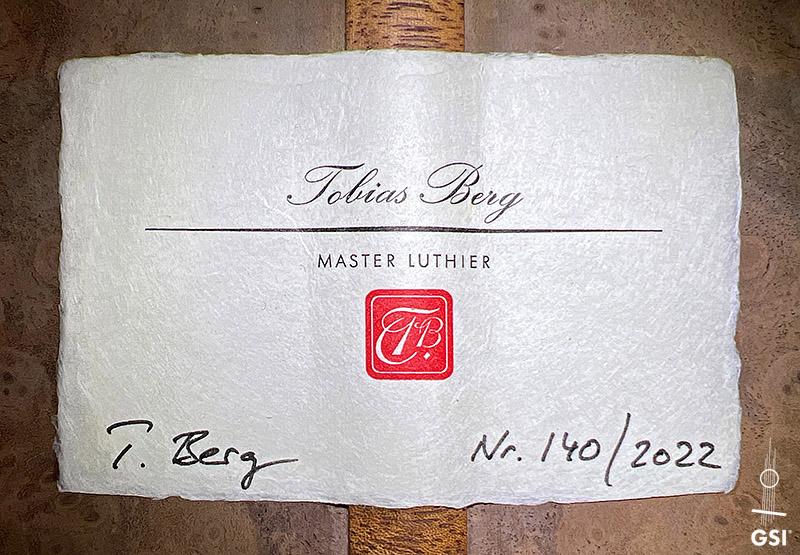 Tobias Berg
MASTER LUTHIER
TB
T. Berg
Nr. 140/2022
GSI